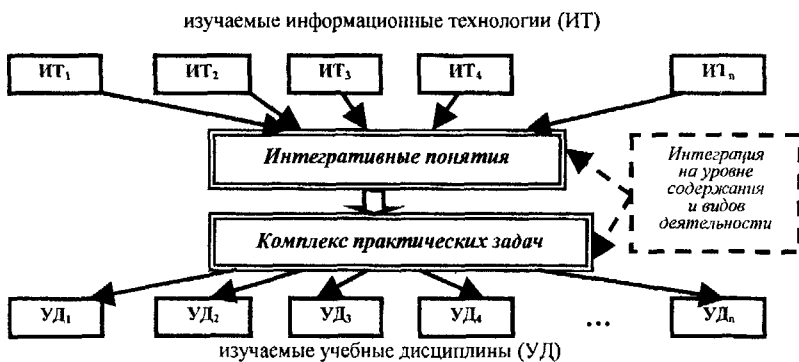 изучаемые информационные технологии (ИТ)
ИТ₁ ИТ₂ ИТ₃ ИТ₄ ИТₙ
Интегративные понятия
Интеграция
на уровне
содержания
и видов
деятельности
Комплекс практических задач
УД₁ УД₂ УД₃ УД₄ ... УДₙ
изучаемые учебные дисциплины (УД)